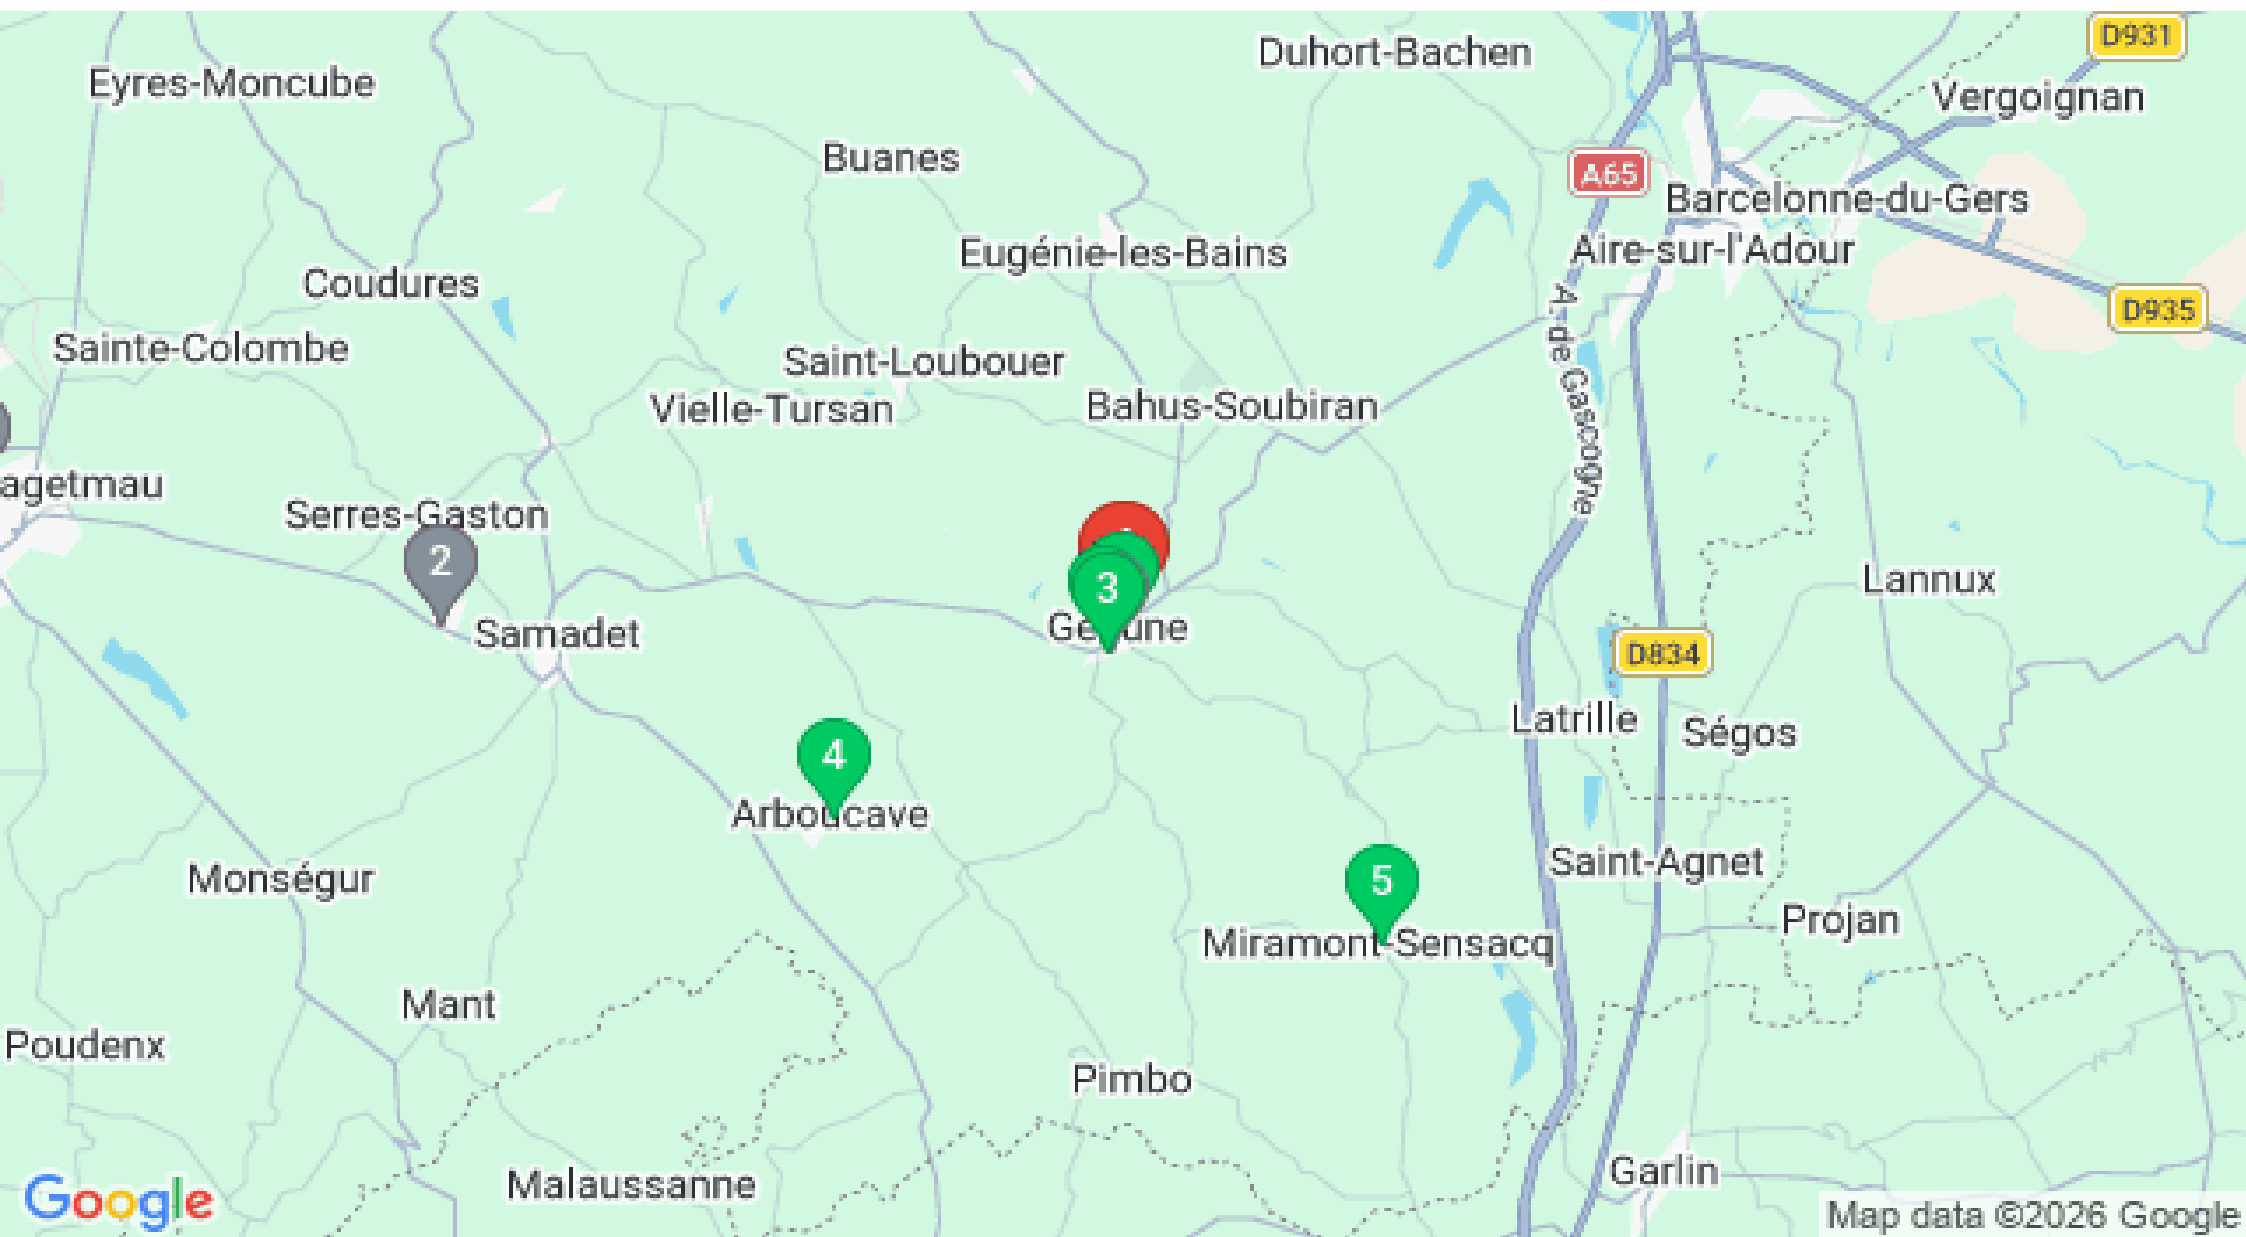 D931
Duhort-Bachen
Eyres-Moncube
Vergoignan
Buanes
A65
Barcelonne-du-Gers
Eugénie-les-Bains
Aire-sur-l'Adour
Coudures
D935
Sainte-Colombe
Saint-Loubouer
A. de Gascogne
Vielle-Tursan
Bahus-Soubiran
agetmau
Serres-Gaston
2
3
Lannux
Samadet
D834
Latrille
Ségos
4
Arboucave
Saint-Agnet
5
Monségur
Projan
Miramont-Sensacq
Mant
Poudenx
Pimbo
Garlin
Malaussanne
Google
Map data ©2026 Google